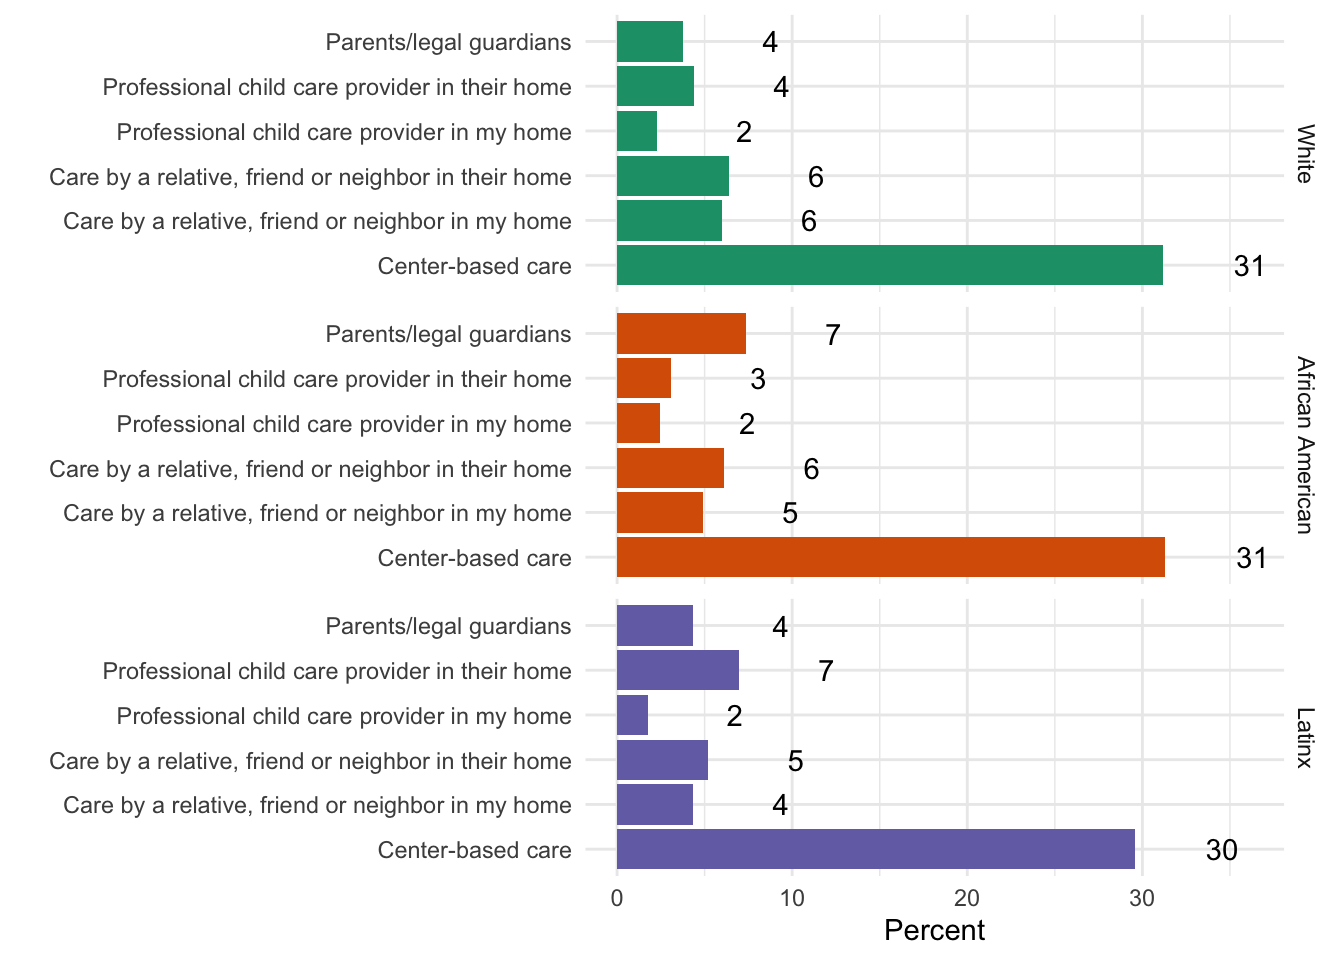 Parents/legal guardians 4
Professional child care provider in their home 4
Professional child care provider in my home 2
Care by a relative, friend or neighbor in their home 6
Care by a relative, friend or neighbor in my home 6
Center-based care 31
White
Parents/legal guardians 7
Professional child care provider in their home 3
Professional child care provider in my home 2
Care by a relative, friend or neighbor in their home 6
Care by a relative, friend or neighbor in my home 5
Center-based care 31
African American
Parents/legal guardians 4
Professional child care provider in their home 7
Professional child care provider in my home 2
Care by a relative, friend or neighbor in their home 5
Care by a relative, friend or neighbor in my home 4
Center-based care 30
Latinx
0 10 20 30
Percent